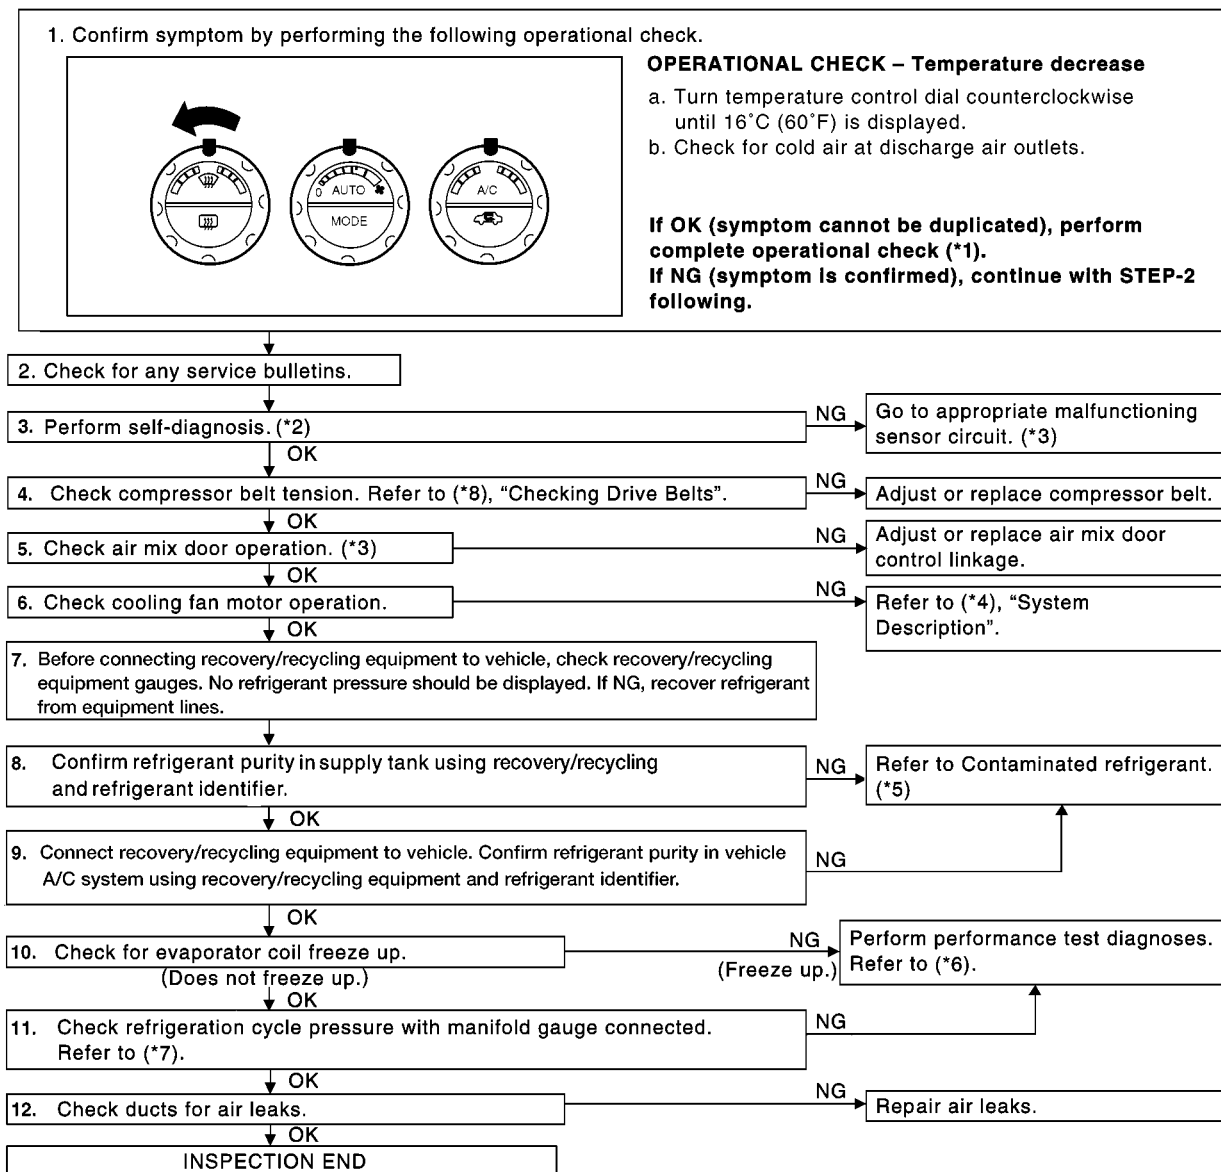 1. Confirm symptom by performing the following operational check.
0 AUTO
MODE
A/C
OPERATIONAL CHECK – Temperature decrease
a. Turn temperature control dial counterclockwise
until 16˚C (60˚F) is displayed.
b. Check for cold air at discharge air outlets.
If OK (symptom cannot be duplicated), perform
complete operational check (*1).
If NG (symptom is confirmed), continue with STEP-2
following.
2. Check for any service bulletins.
3. Perform self-diagnosis. (*2)
NG
Go to appropriate malfunctioning
sensor circuit. (*3)
OK
4. Check compressor belt tension. Refer to (*8), “Checking Drive Belts”.
NG
Adjust or replace compressor belt.
OK
5. Check air mix door operation. (*3)
NG
Adjust or replace air mix door
control linkage.
OK
6. Check cooling fan motor operation.
NG
Refer to (*4), “System
Description”.
OK
7. Before connecting recovery/recycling equipment to vehicle, check recovery/recycling
equipment gauges. No refrigerant pressure should be displayed. If NG, recover refrigerant
from equipment lines.
8. Confirm refrigerant purity in supply tank using recovery/recycling
and refrigerant identifier.
NG
Refer to Contaminated refrigerant.
(*5)
OK
9. Connect recovery/recycling equipment to vehicle. Confirm refrigerant purity in vehicle
A/C system using recovery/recycling equipment and refrigerant identifier.
NG
OK
10. Check for evaporator coil freeze up.
NG
(Freeze up.)
Perform performance test diagnoses.
Refer to (*6).
(Does not freeze up.)
OK
11. Check refrigeration cycle pressure with manifold gauge connected.
Refer to (*7).
NG
OK
12. Check ducts for air leaks.
NG
Repair air leaks.
OK
INSPECTION END